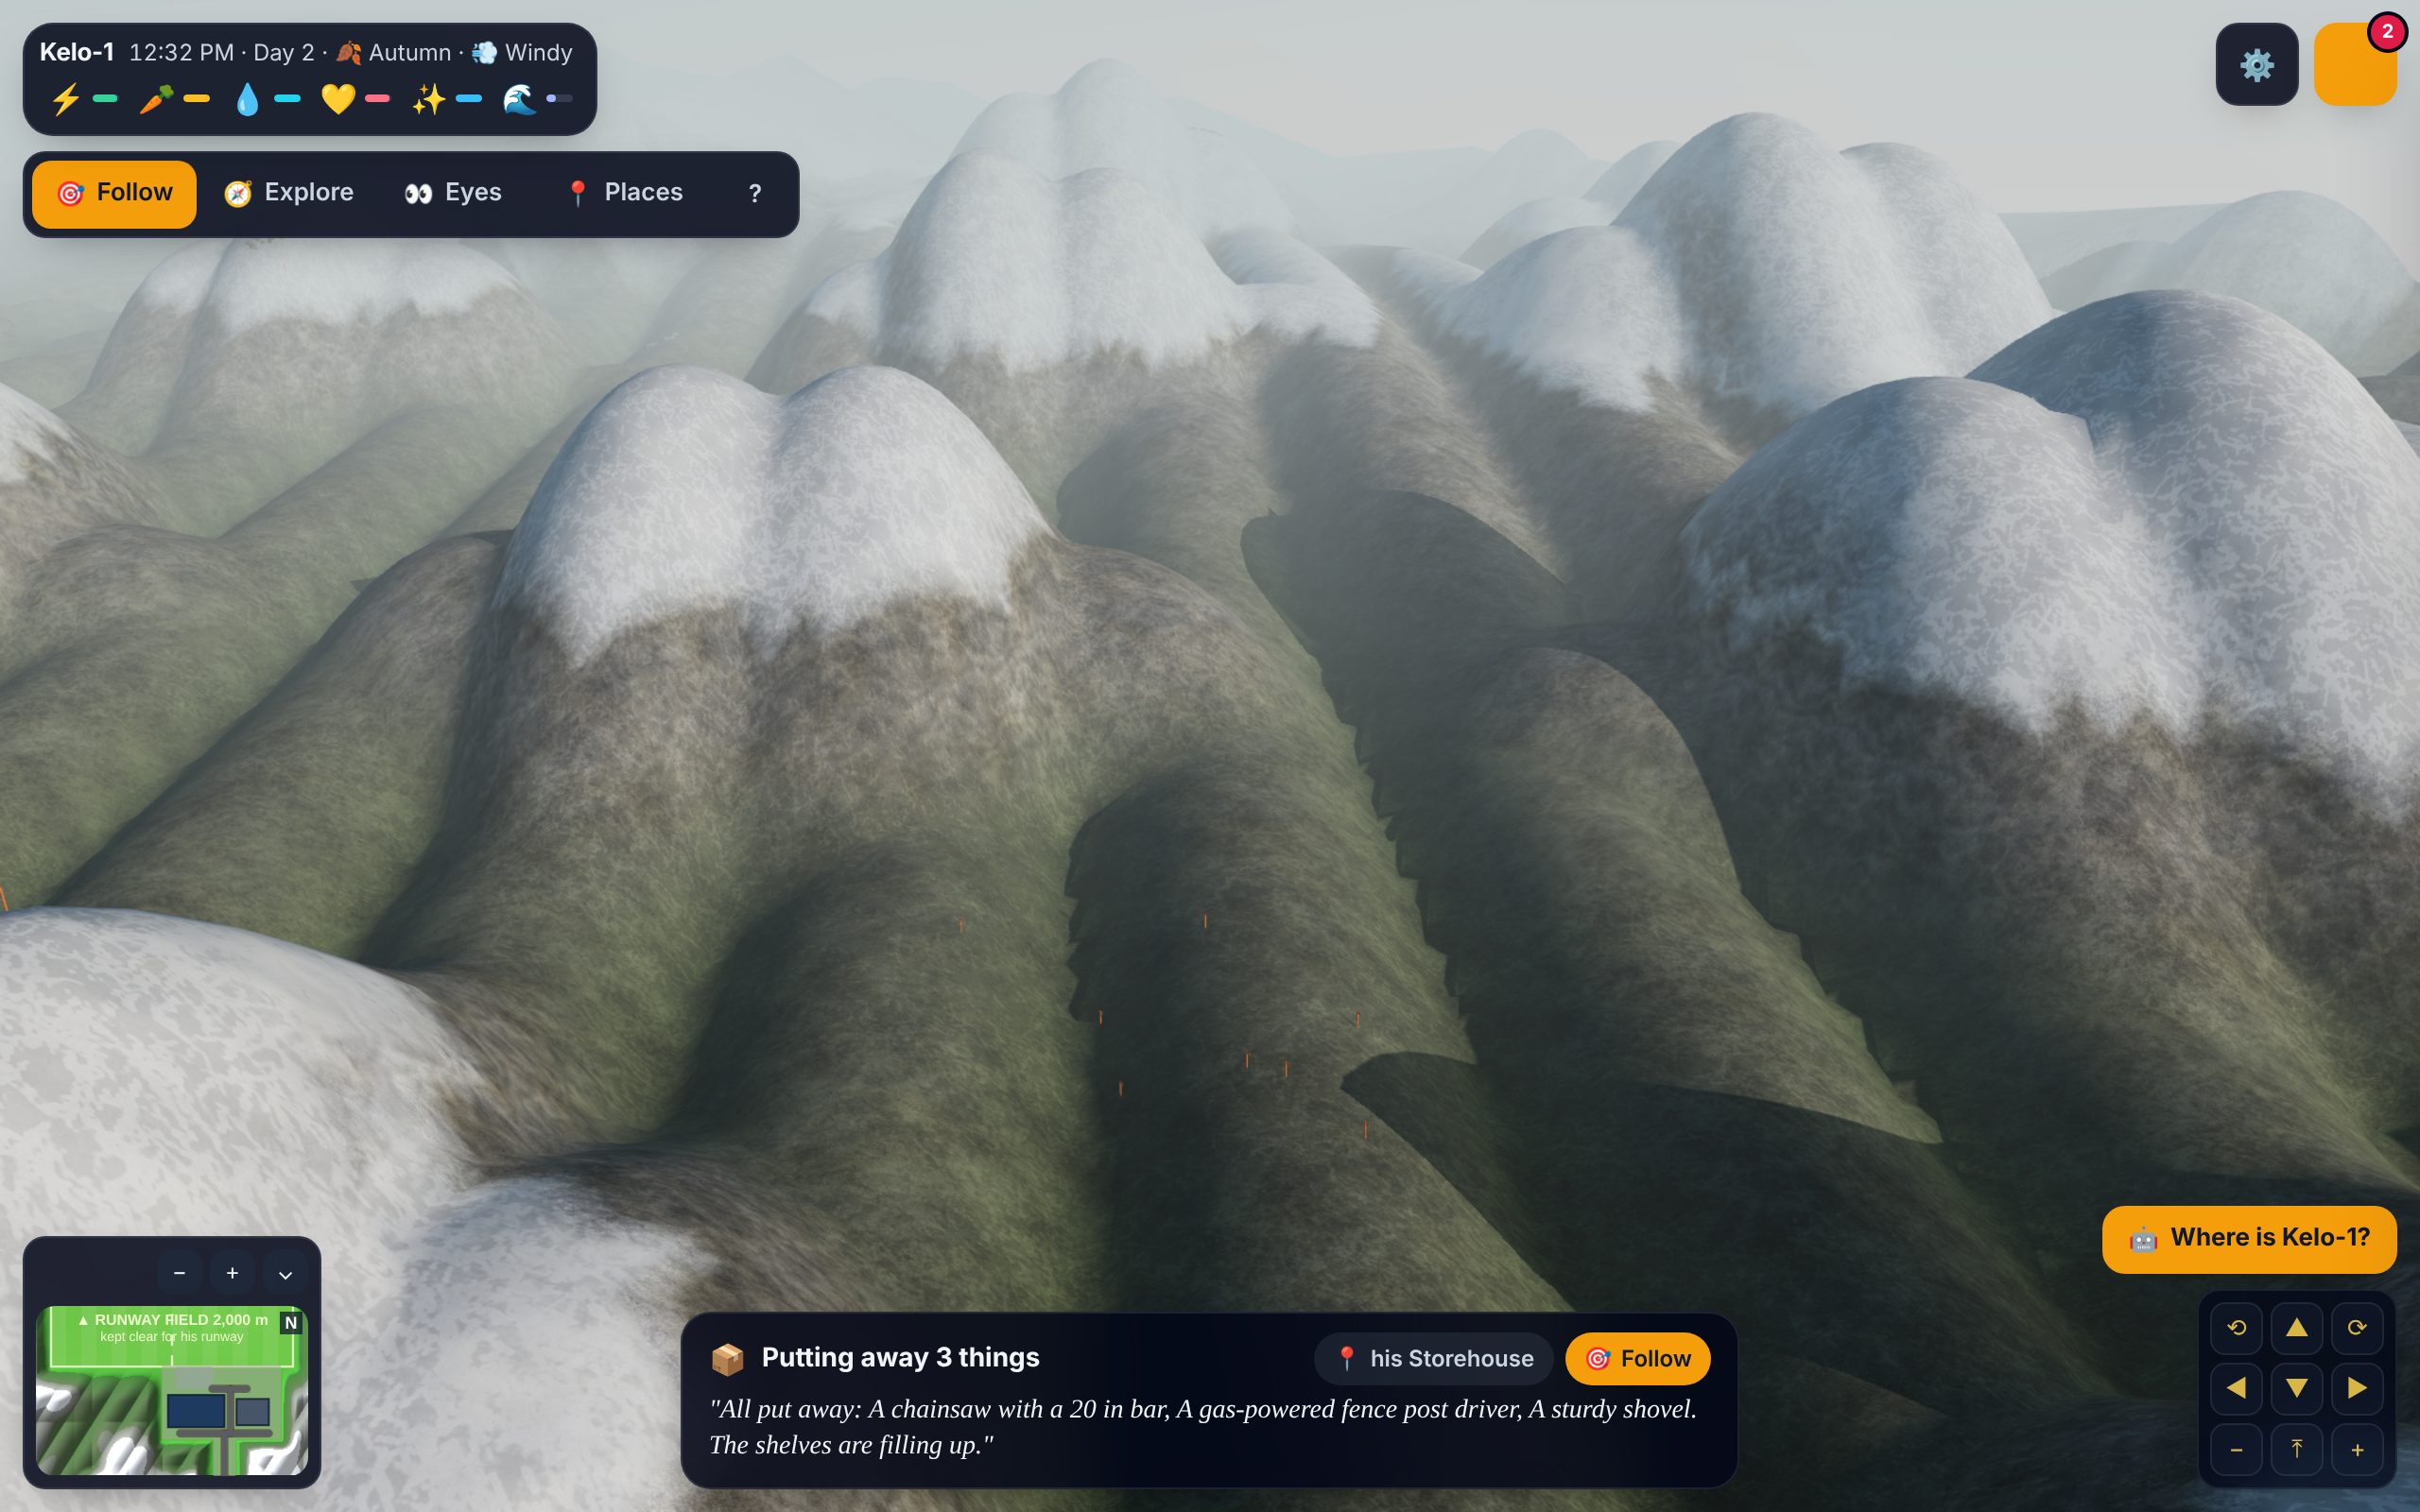 Kelo-1 12:32 PM · Day 2 · Autumn · Windy
2
Follow
Explore
Eyes
Places
?
Where is Kelo-1?
▲ RUNWAY FIELD 2,000 m
N
kept clear for his runway
Putting away 3 things
his Storehouse
Follow
"All put away: A chainsaw with a 20 in bar, A gas-powered fence post driver, A sturdy shovel.
The shelves are filling up."